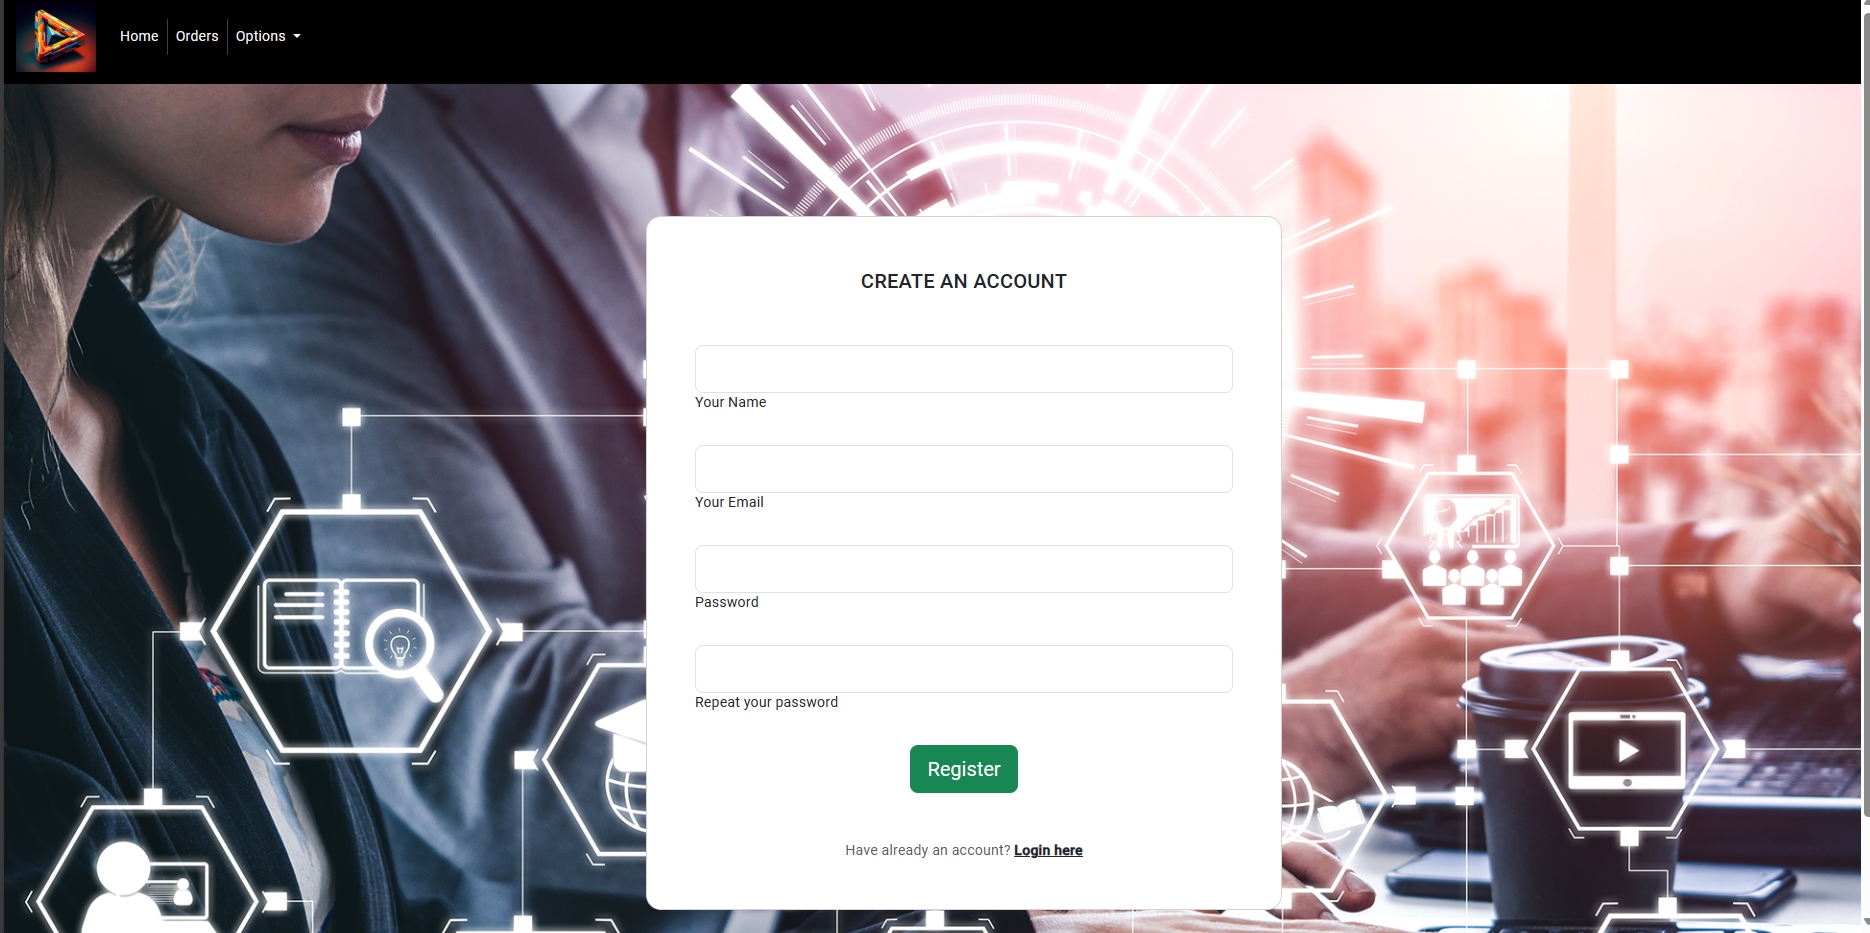 Home Orders Options
CREATE AN ACCOUNT
Your Name
Your Email
Password
Repeat your password
Register
Have already an account? Login here